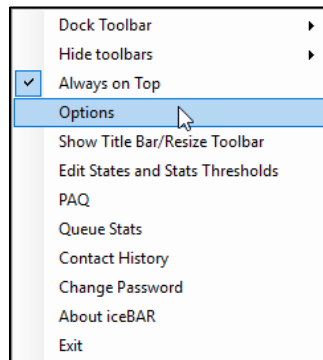 Dock Toolbar
Hide toolbars
Always on Top
Options
Show Title Bar/Resize Toolbar
Edit States and Stats Thresholds
PAQ
Queue Stats
Contact History
Change Password
About iceBAR
Exit